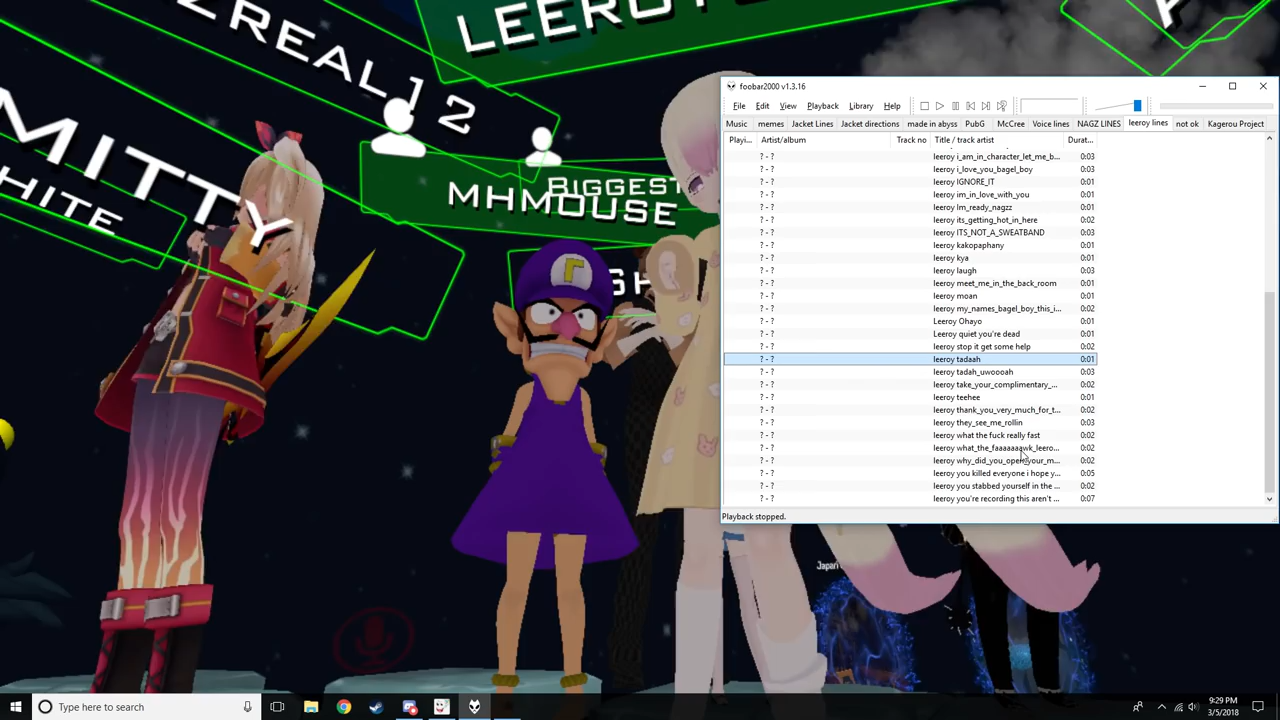 ZREAL12
LEEROY
MITTY
HITE
MHMOUSE
BIGGEST
SH
foobar2000 v1.3.16
File Edit View Playback Library Help
Music memes Jacket Lines Jacket directions made in abyss PubG McCree Voice lines NAGZ LINES leeroy lines not ok Kagerou Project
Playi... Artist/album Track no Title / track artist Durat...
? - ? leeroy i_am_in_character_let_me_b... 0:03
? - ? leeroy i_love_you_bagel_boy 0:03
? - ? leeroy IGNORE_IT 0:01
? - ? leeroy im_in_love_with_you 0:01
? - ? leeroy Im_ready_nagzz 0:01
? - ? leeroy its_getting_hot_in_here 0:02
? - ? leeroy ITS_NOT_A_SWEATBAND 0:03
? - ? leeroy kakopaphany 0:01
? - ? leeroy kya 0:01
? - ? leeroy laugh 0:03
? - ? leeroy meet_me_in_the_back_room 0:01
? - ? leeroy moan 0:01
? - ? leeroy my_names_bagel_boy_this_i... 0:02
? - ? Leeroy Ohayo 0:01
? - ? Leeroy quiet you're dead 0:01
? - ? leeroy stop it get some help 0:02
? - ? leeroy tadaah 0:01
? - ? leeroy tadah_uwoooah 0:03
? - ? leeroy take_your_complimentary_... 0:02
? - ? leeroy teehee 0:01
? - ? leeroy thank_you_very_much_for_t... 0:02
? - ? leeroy they_see_me_rollin 0:03
? - ? leeroy what the fuck really fast 0:02
? - ? leeroy what_the_faaaaaaawk_leero... 0:02
? - ? leeroy why_did_you_open_your_m... 0:02
? - ? leeroy you killed everyone i hope y... 0:05
? - ? leeroy you stabbed yourself in the ... 0:02
? - ? leeroy you're recording this aren't ... 0:07
Playback stopped.
Japan
Type here to search
9:29 PM
3/5/2018